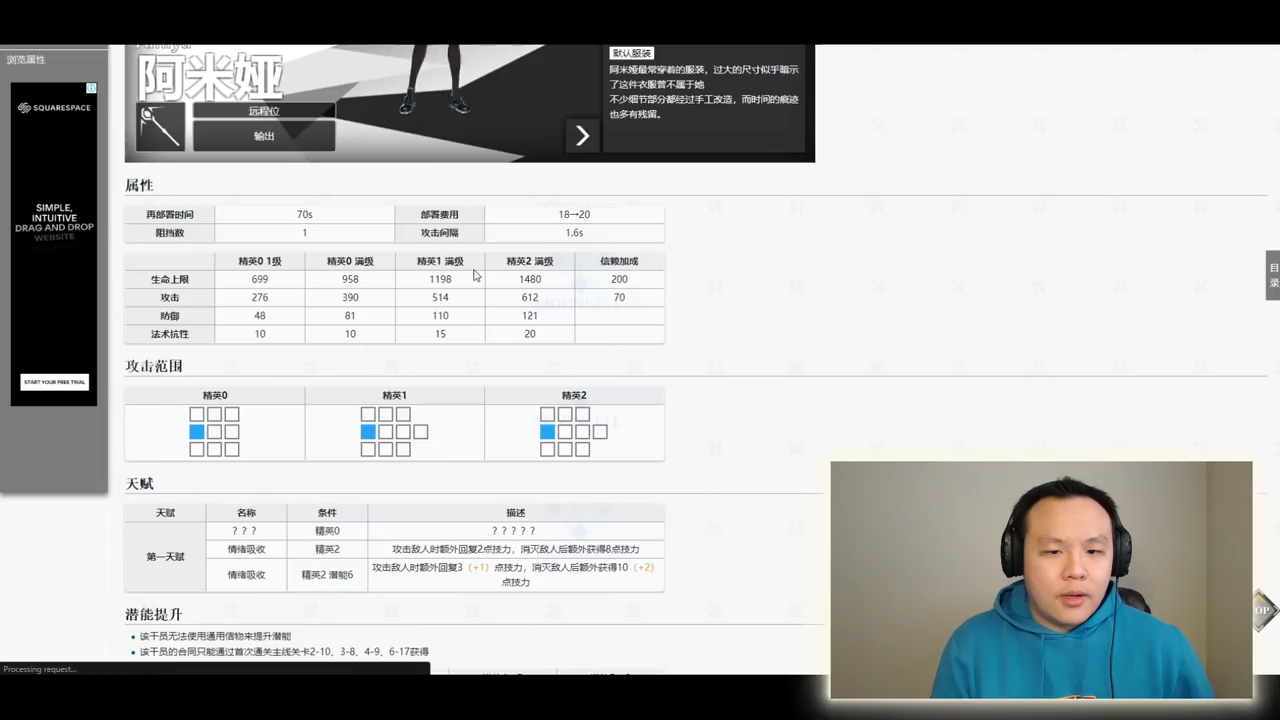 浏览属性
SQUARESPACE
SIMPLE,
INTUITIVE
DRAG AND DROP
WEBSITE
START YOUR FREE TRIAL
阿米娅
远程位
输出
默认服装
阿米娅最常穿着的服装，过大的尺寸似乎暗示
了这件衣服曾不属于她
不少细节部分都经过手工改造，而时间的痕迹
也多有残留。
属性
再部署时间 70s 部署费用 18→20
阻挡数 1 攻击间隔 1.6s
精英0 1级 精英0 满级 精英1 满级 精英2 满级 信赖加成
生命上限 699 958 1198 1480 200
攻击 276 390 514 612 70
防御 48 81 110 121
法术抗性 10 10 15 20
攻击范围
精英0 精英1 精英2
天赋
天赋 名称 条件 描述
第一天赋
？？？ 精英0 ？？？？？
情绪吸收 精英2 攻击敌人时额外回复2点技力，消灭敌人后额外获得8点技力
情绪吸收 精英2 潜能6 攻击敌人时额外回复3（+1）点技力，消灭敌人后额外获得10（+2）
点技力
潜能提升
该干员无法使用通用信物来提升潜能
该干员的合同只能通过首次通关主线关卡2-10、3-8、4-9、6-17获得
Processing request...
目
录
OP